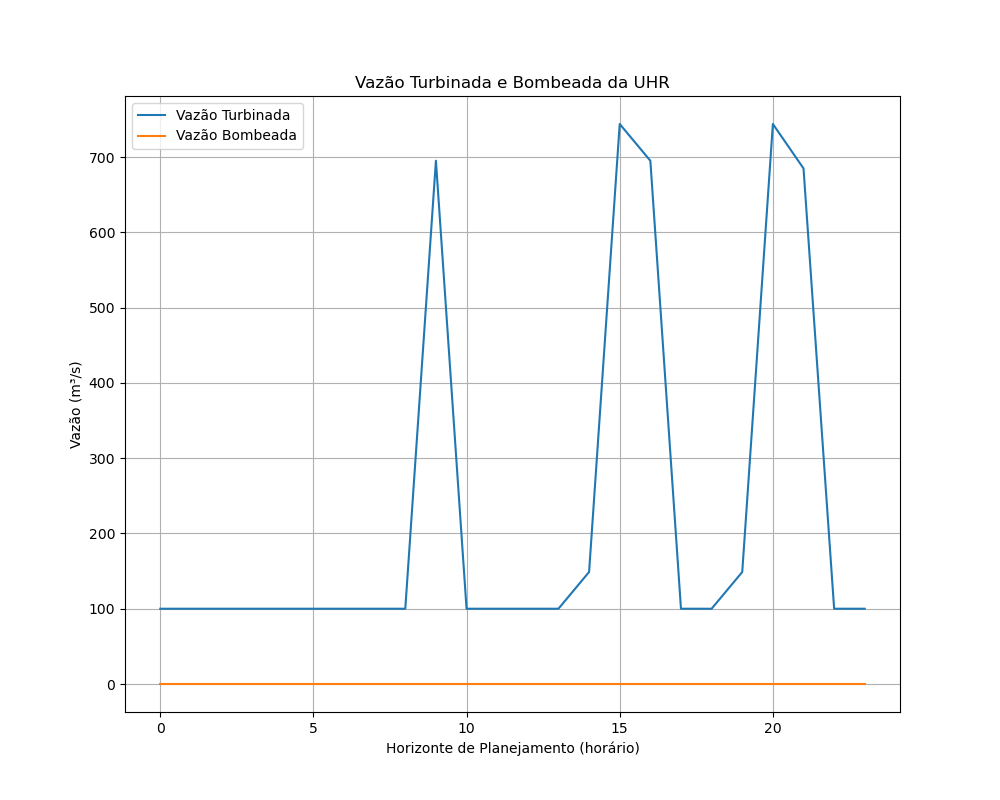 Vazão Turbinada e Bombeada da UHR
Vazão Turbinada
Vazão Bombeada
Vazão (m³/s)
700
600
500
400
300
200
100
0
0 5 10 15 20
Horizonte de Planejamento (horário)